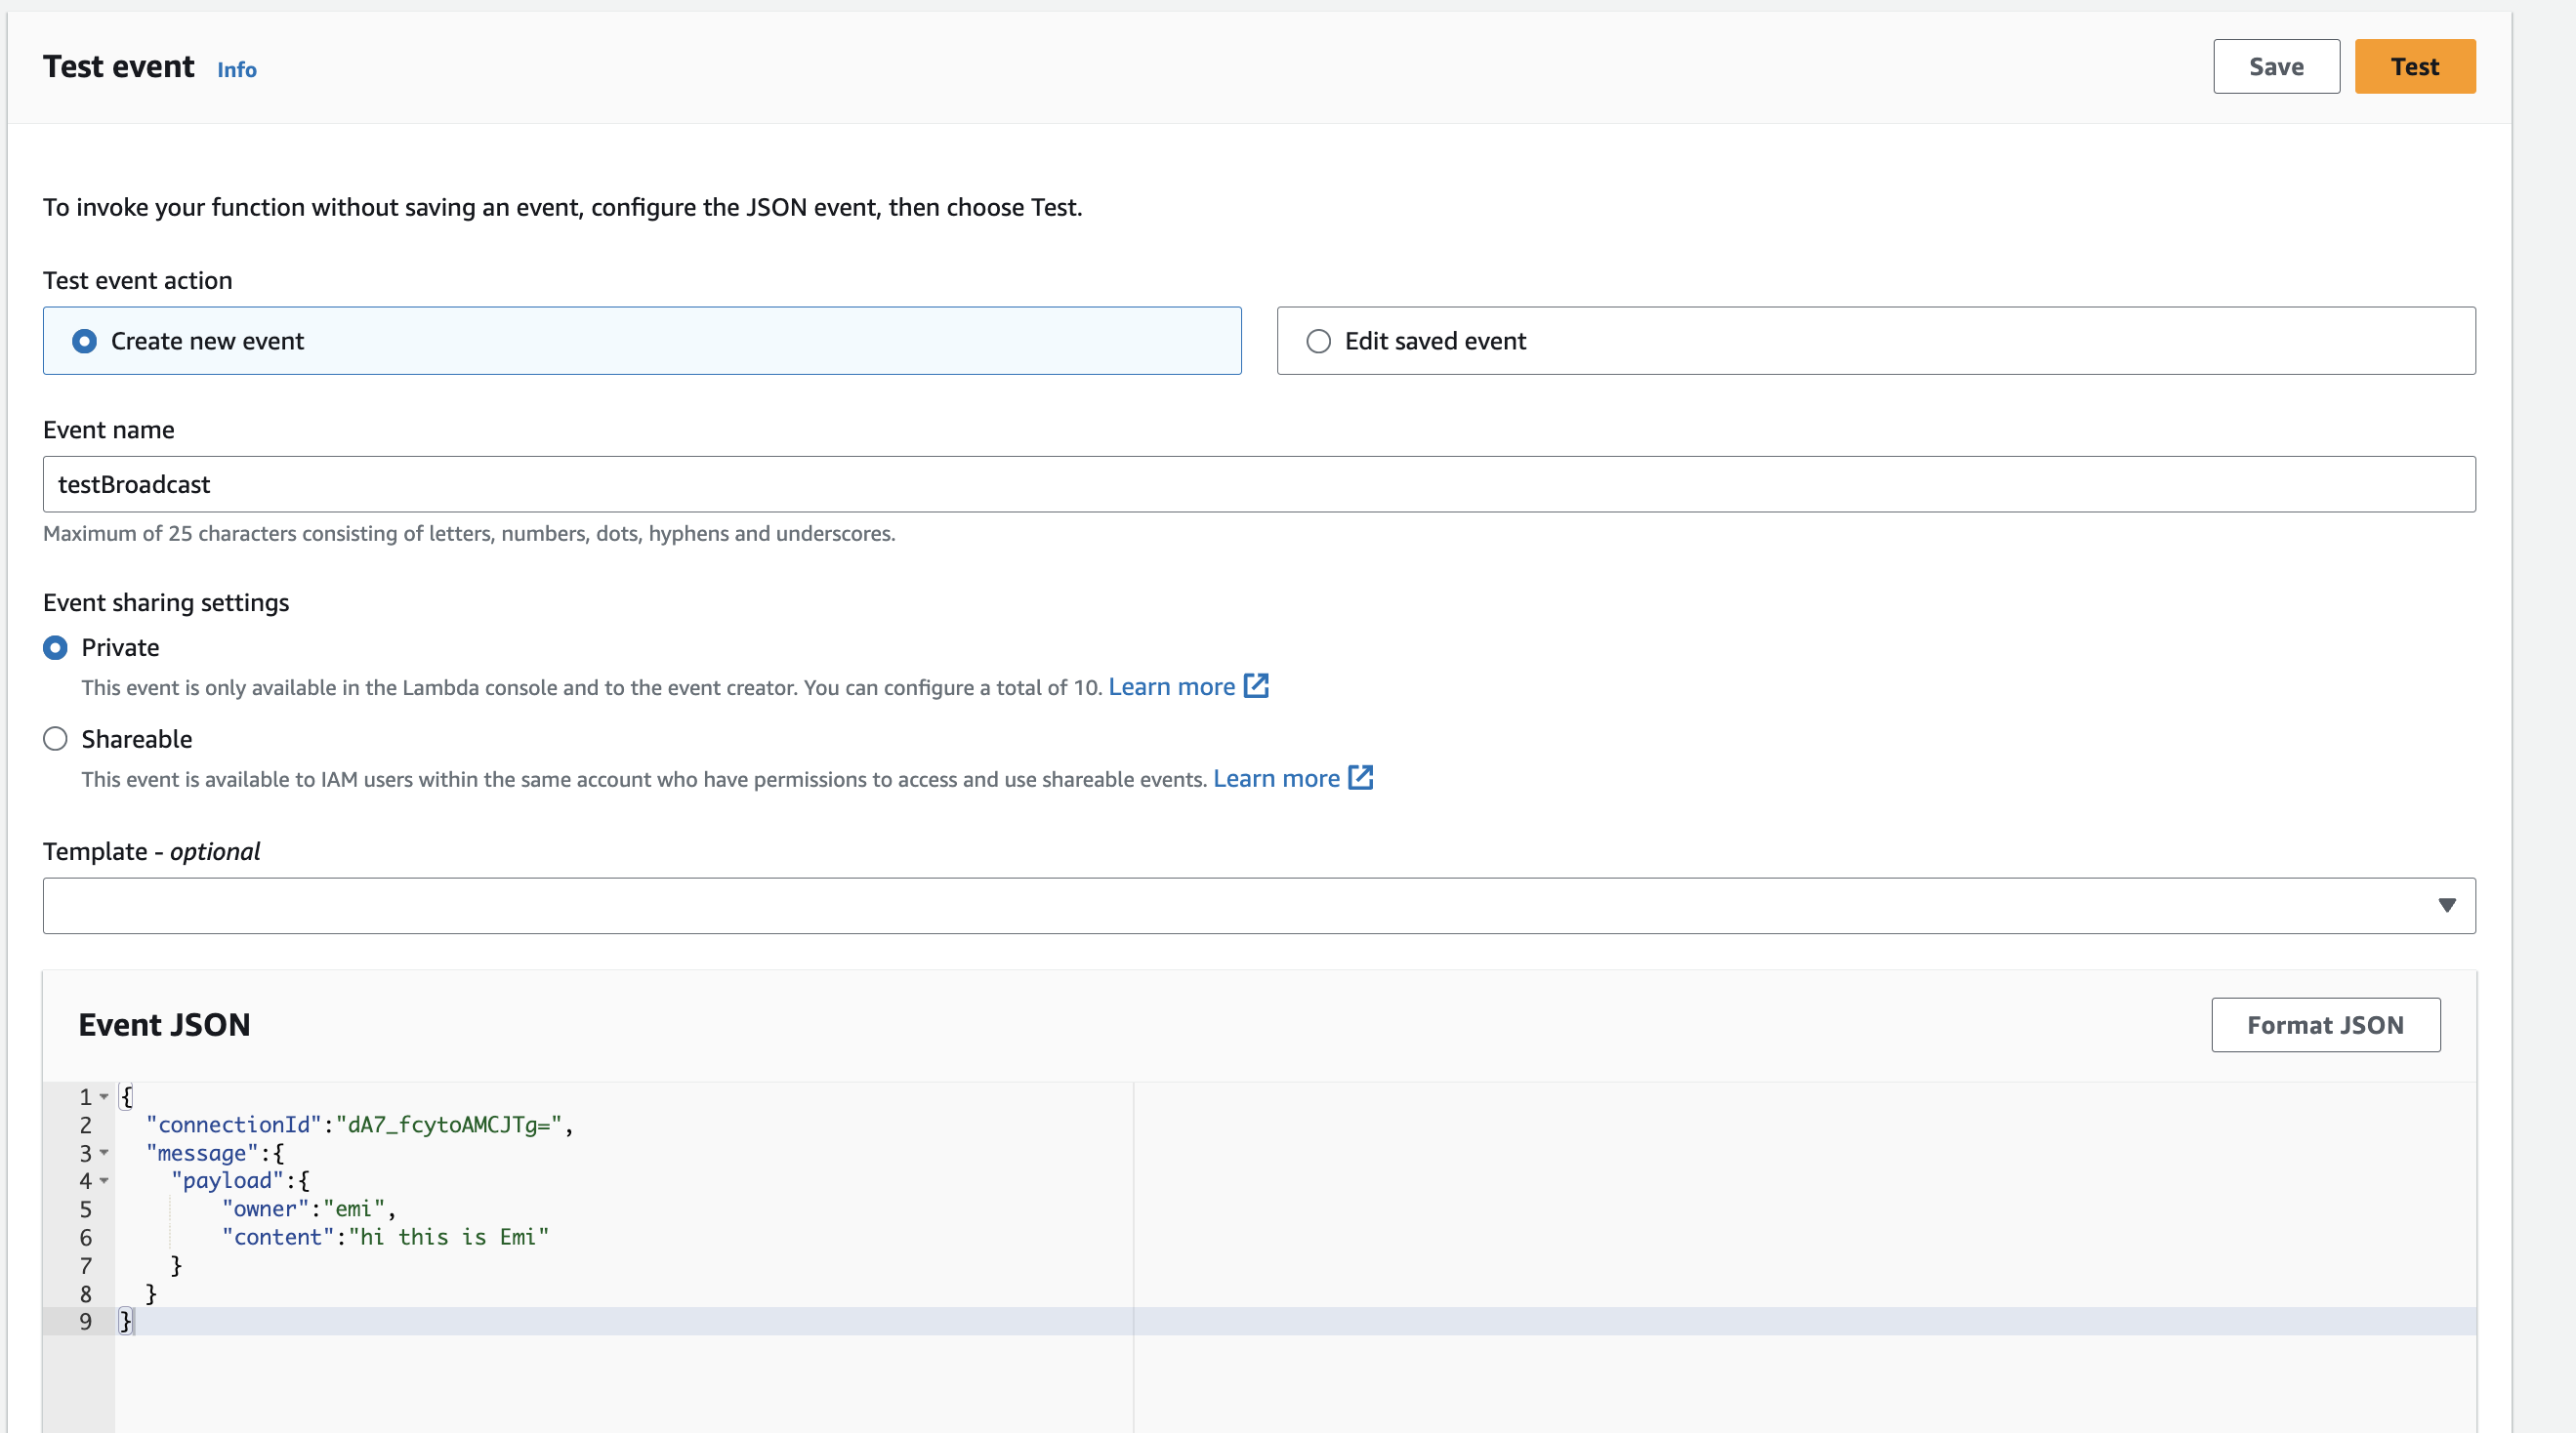 Test event Info Save Test
To invoke your function without saving an event, configure the JSON event, then choose Test.
Test event action
Create new event Edit saved event
Event name
testBroadcast
Maximum of 25 characters consisting of letters, numbers, dots, hyphens and underscores.
Event sharing settings
Private
This event is only available in the Lambda console and to the event creator. You can configure a total of 10. Learn more
Shareable
This event is available to IAM users within the same account who have permissions to access and use shareable events. Learn more
Template - optional
Event JSON Format JSON
1 {
2 "connectionId":"dA7_fcytoAMCJTg=",
3 "message":{
4 "payload":{
5 "owner":"emi",
6 "content":"hi this is Emi"
7 }
8 }
9 }